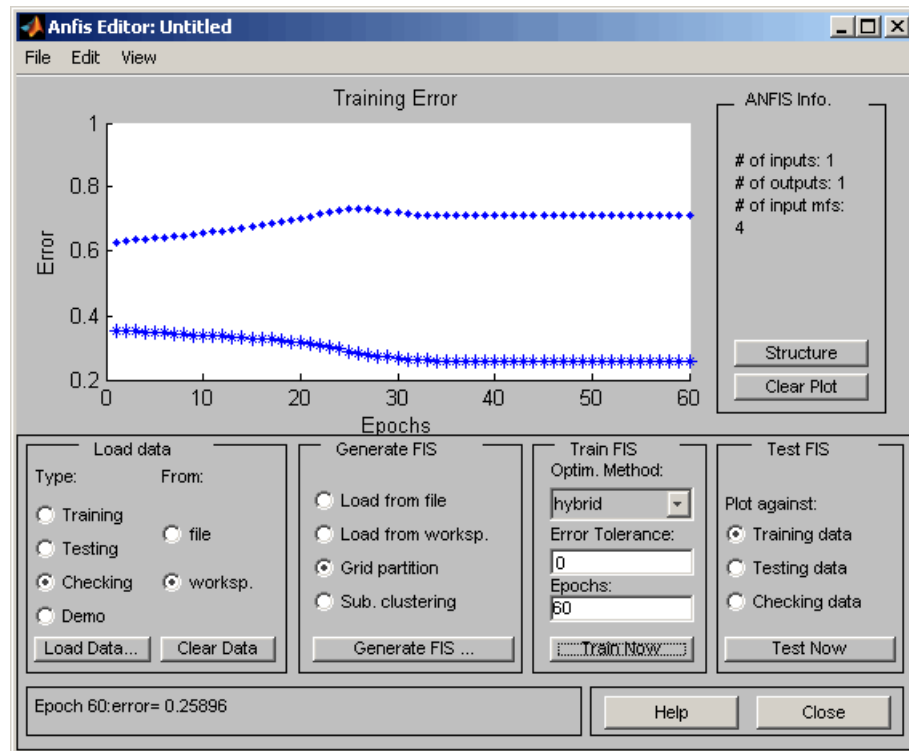 Anfis Editor: Untitled
File Edit View
Training Error
1
0.8
0.6
0.4
0.2
Error
0 10 20 30 40 50 60
Epochs
ANFIS Info.
# of inputs: 1
# of outputs: 1
# of input mfs:
4
Structure
Clear Plot
Load data
Type: From:
Training
Testing
Checking
Demo
file
worksp.
Load Data... Clear Data
Generate FIS
Load from file
Load from worksp.
Grid partition
Sub. clustering
Generate FIS ...
Train FIS
Optim. Method:
hybrid
Error Tolerance:
0
Epochs:
60
Train Now
Test FIS
Plot against:
Training data
Testing data
Checking data
Test Now
Epoch 60:error= 0.25896
Help Close